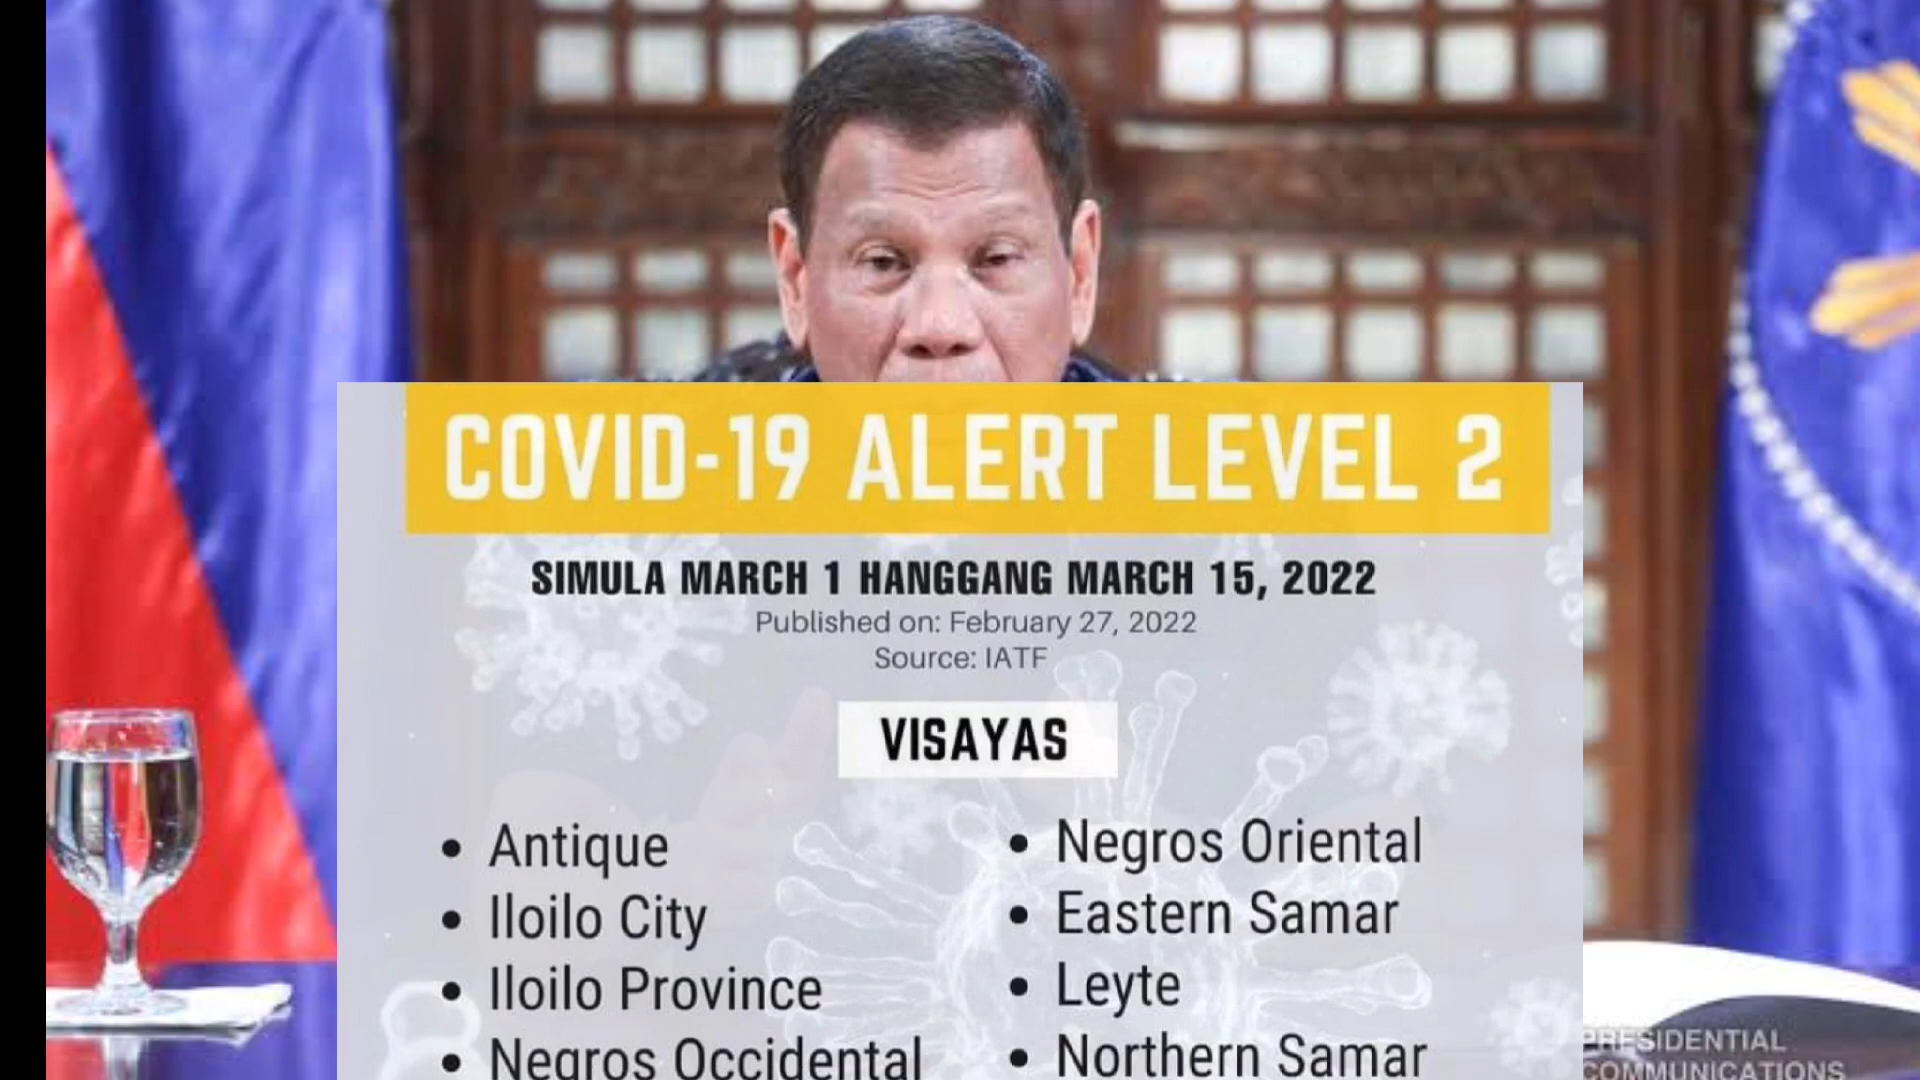 COVID-19 ALERT LEVEL 2
SIMULA MARCH 1 HANGGANG MARCH 15, 2022
Published on: February 27, 2022
Source: IATF
VISAYAS
• Antique
• Iloilo City
• Iloilo Province
• Negros Occidental
• Negros Oriental
• Eastern Samar
• Leyte
• Northern Samar
PRESIDENTIAL
COMMUNICATIONS